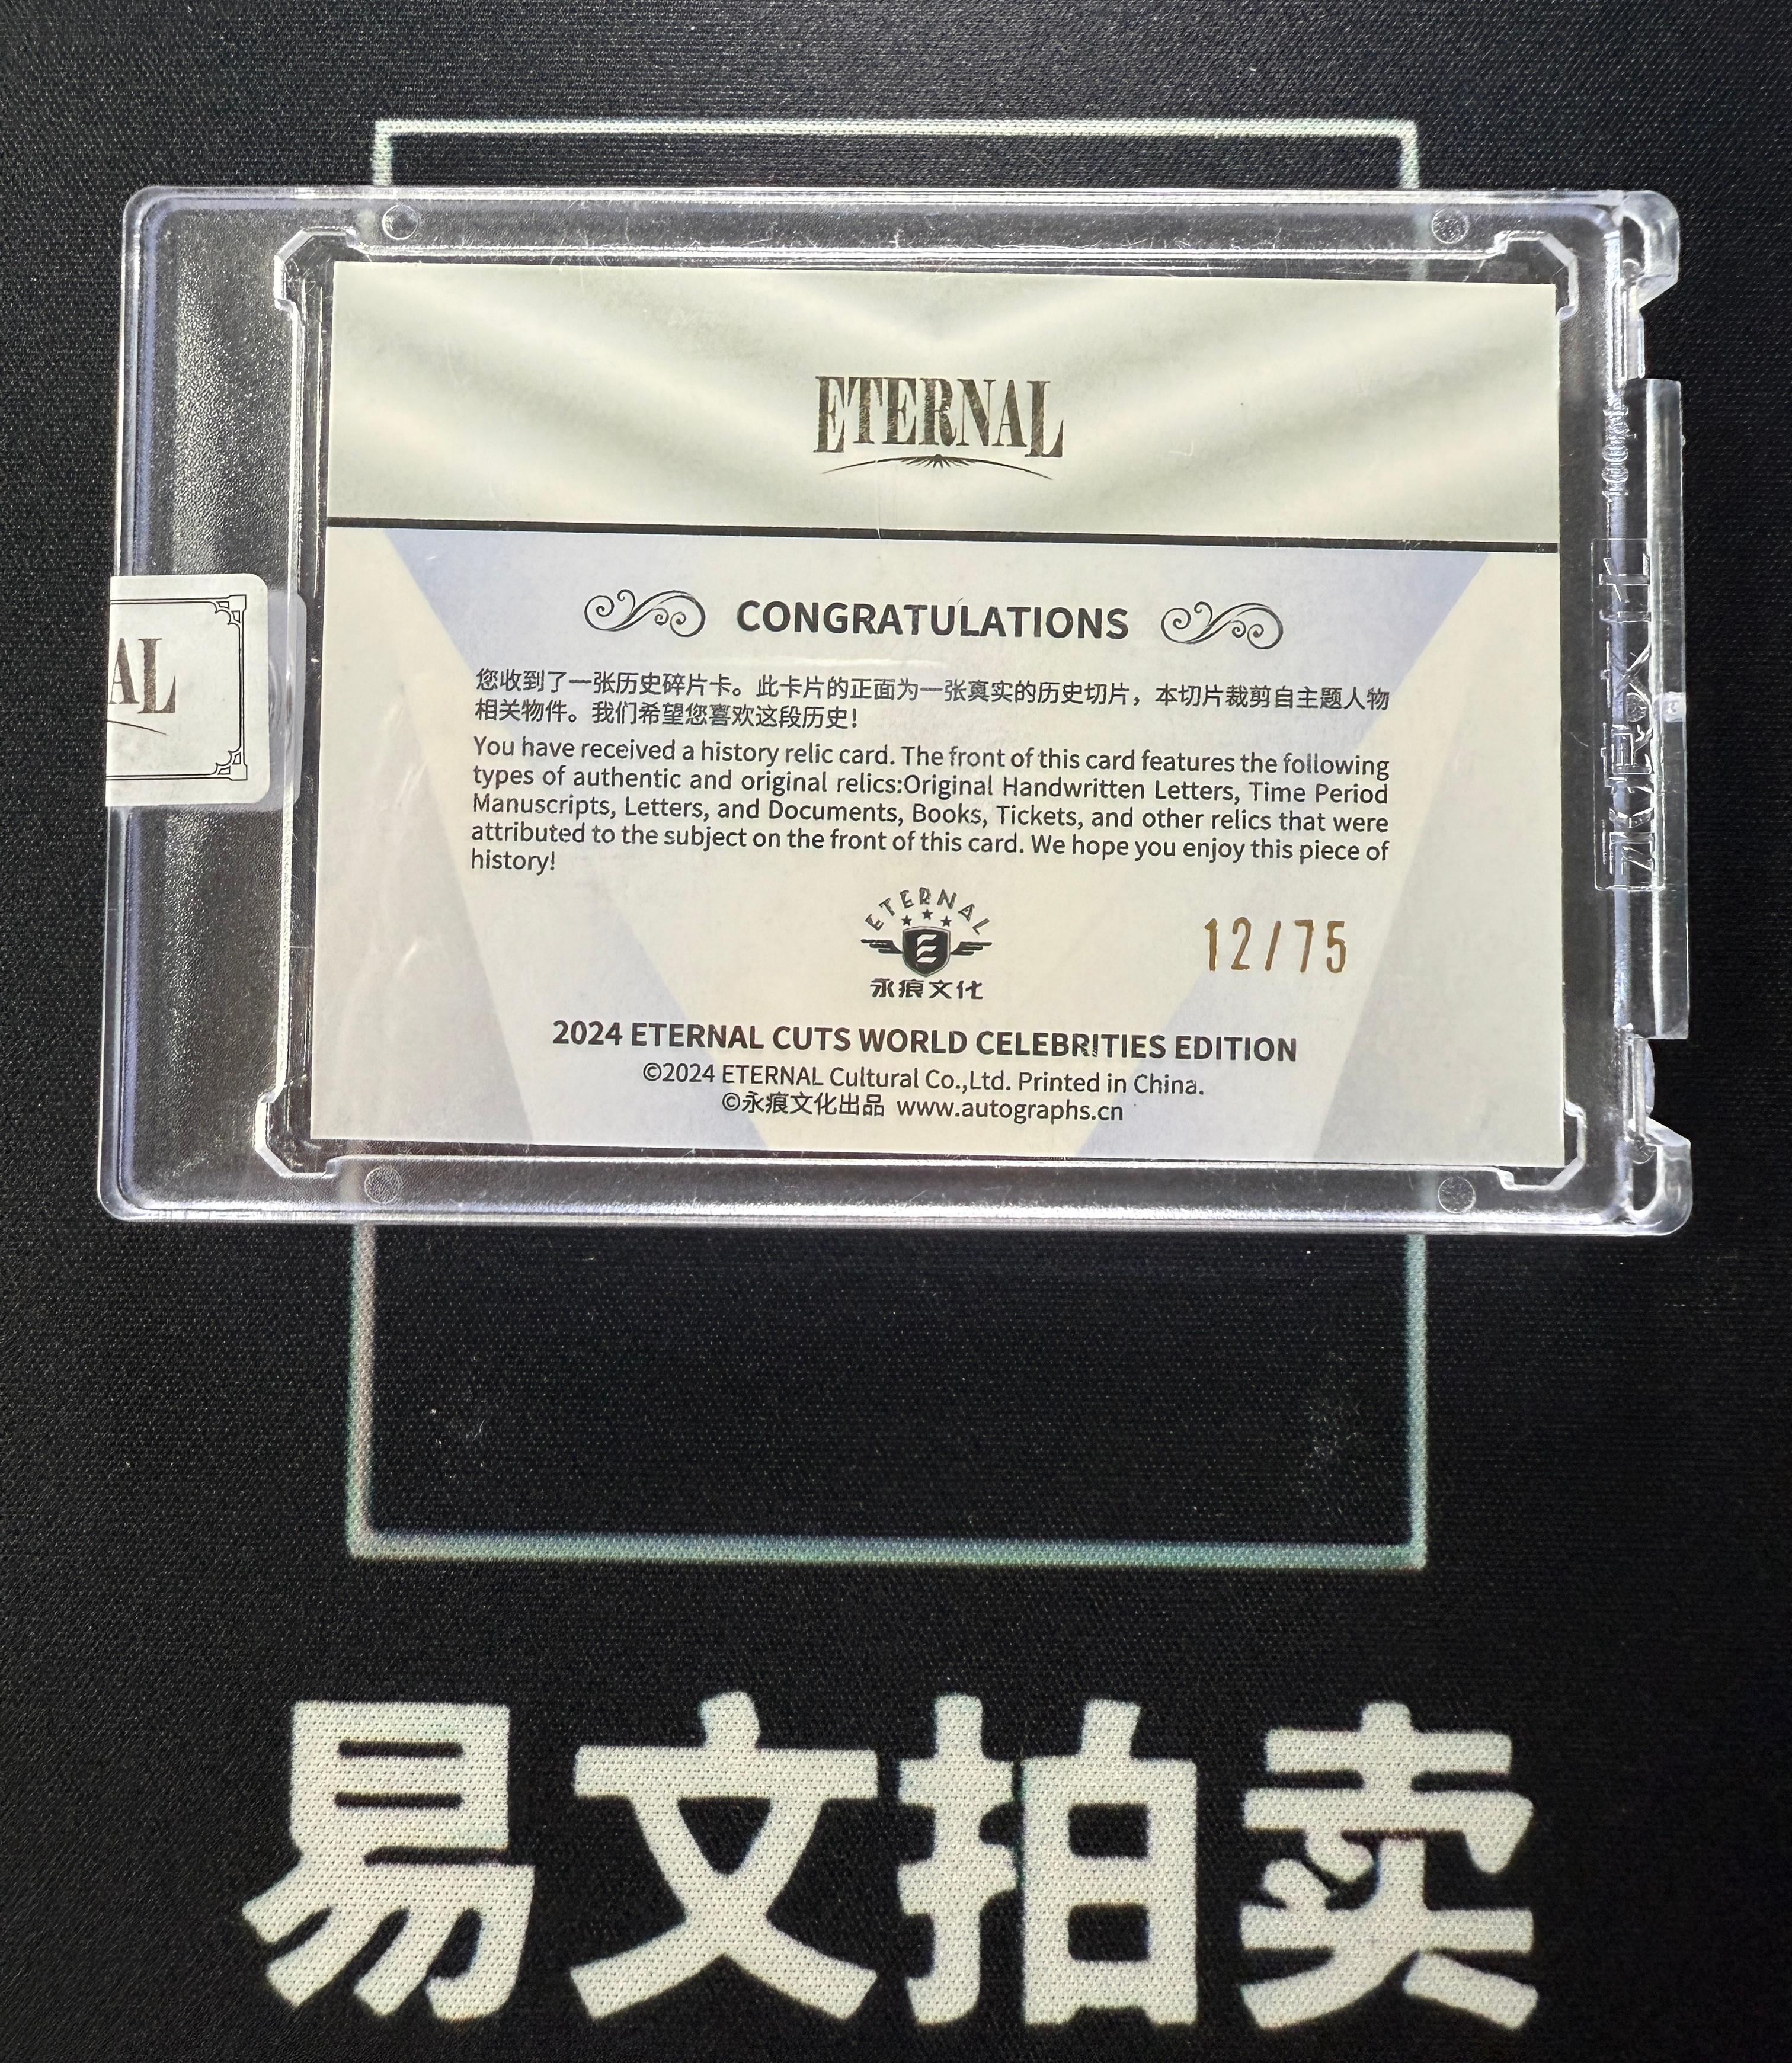 ETERNAL
CONGRATULATIONS
您收到了一张历史碎片卡。此卡片的正面为一张真实的历史切片，本切片裁剪自主题人物
相关物件。我们希望您喜欢这段历史！
You have received a history relic card. The front of this card features the following
types of authentic and original relics:Original Handwritten Letters, Time Period
Manuscripts, Letters, and Documents, Books, Tickets, and other relics that were
attributed to the subject on the front of this card. We hope you enjoy this piece of
history!
ETERNAL
E
永痕文化
12/75
2024 ETERNAL CUTS WORLD CELEBRITIES EDITION
©2024 ETERNAL Cultural Co.,Ltd. Printed in China.
©永痕文化出品 www.autographs.cn
AL
永痕文化
易文拍卖